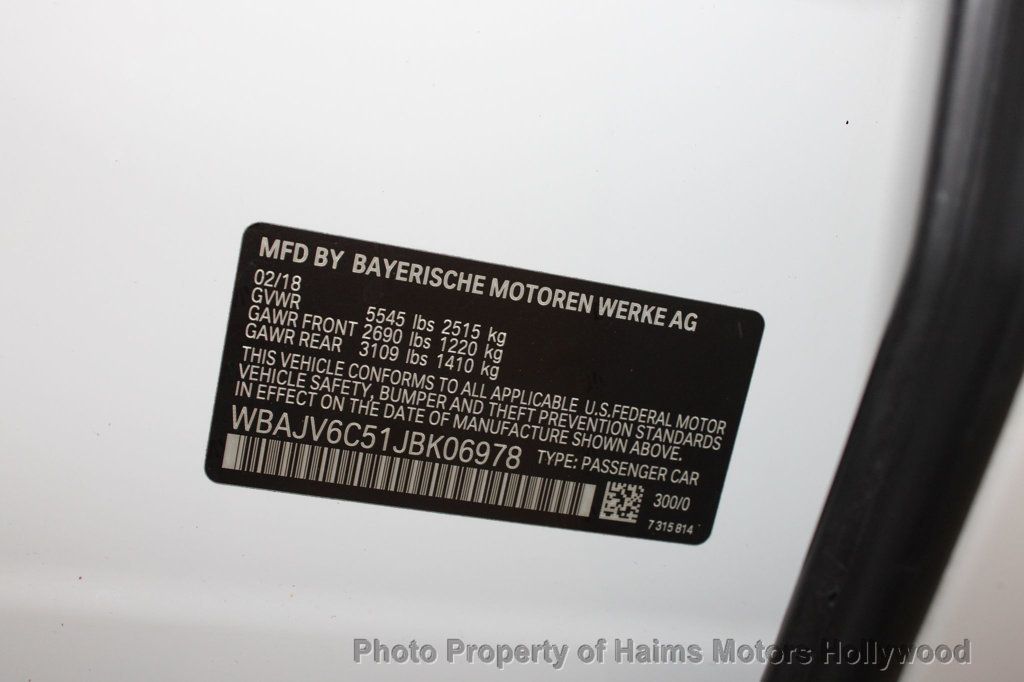 MFD BY BAYERISCHE MOTOREN WERKE AG
02/18
GVWR 5545 lbs 2515 kg
GAWR FRONT 2690 lbs 1220 kg
GAWR REAR 3109 lbs 1410 kg
THIS VEHICLE CONFORMS TO ALL APPLICABLE U.S.FEDERAL MOTOR
VEHICLE SAFETY, BUMPER AND THEFT PREVENTION STANDARDS
IN EFFECT ON THE DATE OF MANUFACTURE SHOWN ABOVE.
WBAJV6C51JBK06978 TYPE: PASSENGER CAR
300/0
7 315 814
Photo Property of Haims Motors Hollywood